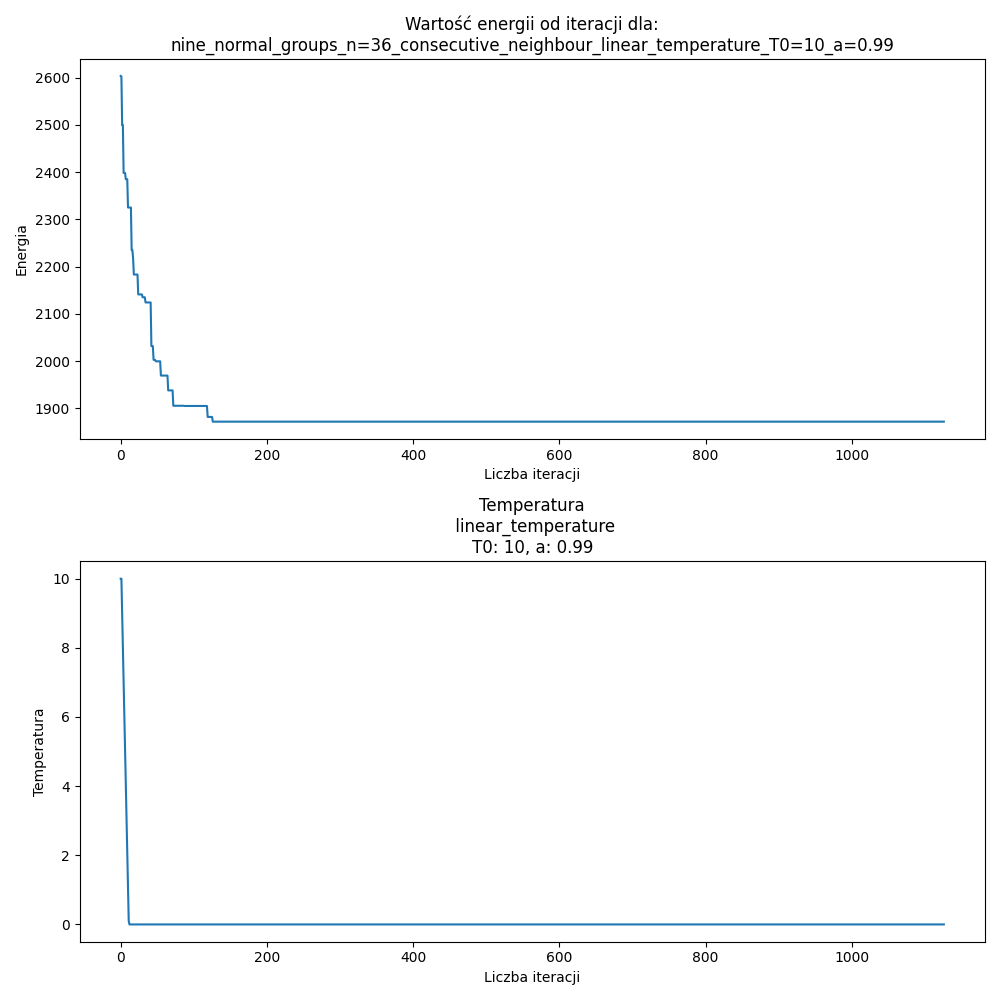 Wartość energii od iteracji dla:
nine_normal_groups_n=36_consecutive_neighbour_linear_temperature_T0=10_a=0.99
2600
2500
2400
2300
2200
2100
2000
1900
Energia
0 200 400 600 800 1000
Liczba iteracji
Temperatura
linear_temperature
T0: 10, a: 0.99
10
8
6
4
2
0
Temperatura
0 200 400 600 800 1000
Liczba iteracji